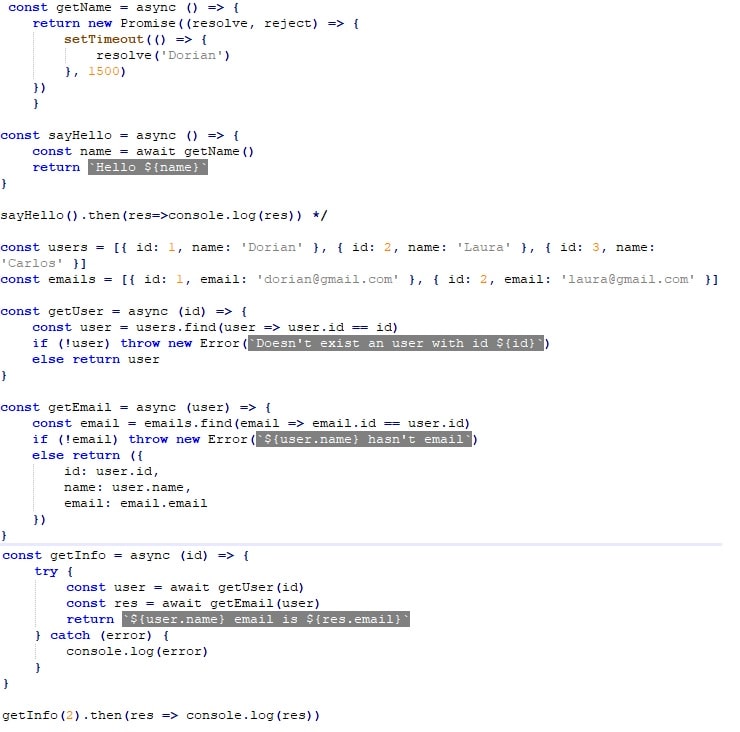 const getName = async () => {
    return new Promise((resolve, reject) => {
        setTimeout(() => {
            resolve('Dorian')
        }, 1500)
    })
    }
const sayHello = async () => {
    const name = await getName()
    return `Hello ${name}`
}
sayHello().then(res=>console.log(res)) */
const users = [{ id: 1, name: 'Dorian' }, { id: 2, name: 'Laura' }, { id: 3, name:
'Carlos' }]
const emails = [{ id: 1, email: 'dorian@gmail.com' }, { id: 2, email: 'laura@gmail.com' }]
const getUser = async (id) => {
    const user = users.find(user => user.id == id)
    if (!user) throw new Error(`Doesn't exist an user with id ${id}`)
    else return user
}
const getEmail = async (user) => {
    const email = emails.find(email => email.id == user.id)
    if (!email) throw new Error(`${user.name} hasn't email`)
    else return ({
        id: user.id,
        name: user.name,
        email: email.email
    })
}
const getInfo = async (id) => {
    try {
        const user = await getUser(id)
        const res = await getEmail(user)
        return `${user.name} email is ${res.email}`
    } catch (error) {
        console.log(error)
    }
}
getInfo(2).then(res => console.log(res))